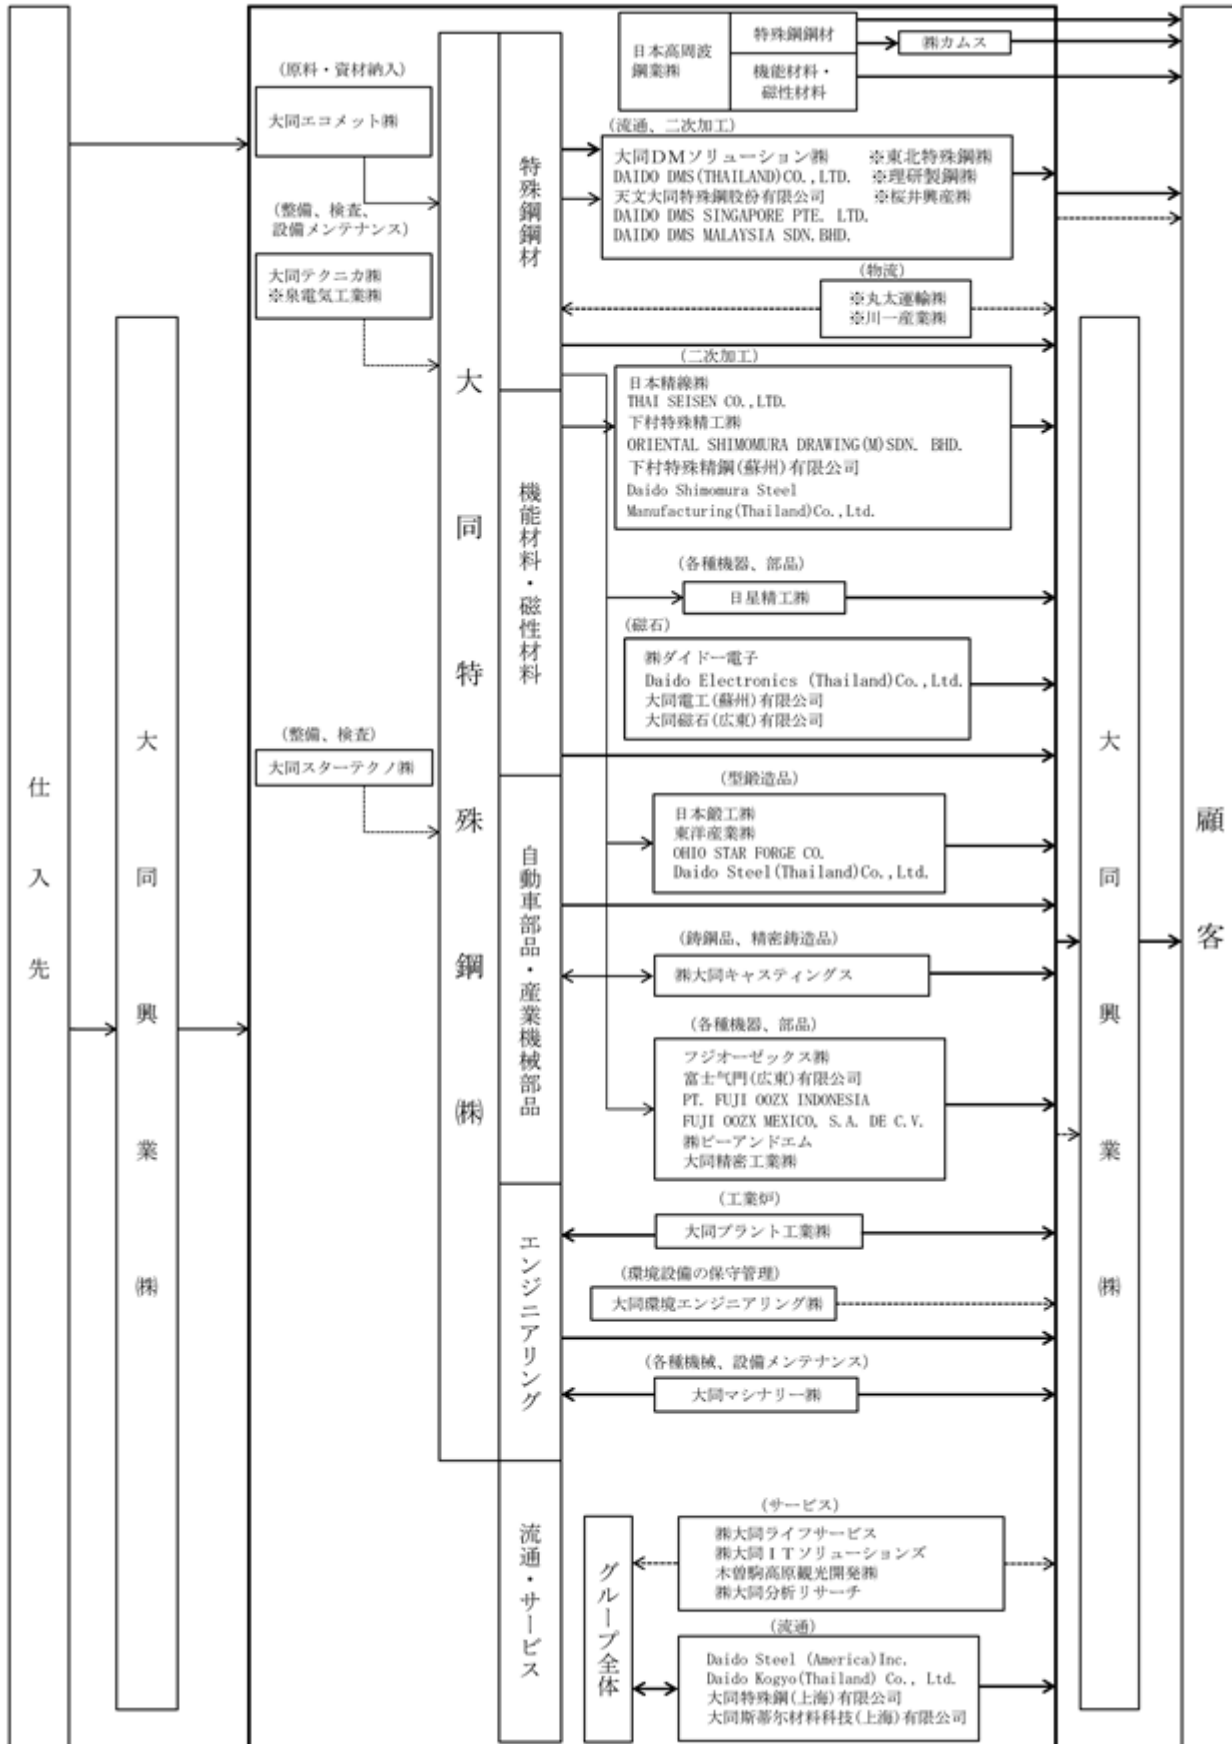 仕入先
大同興業㈱
(原料・資材納入)
大同エコメット㈱
(整備、検査、
設備メンテナンス)
大同テクニカ㈱
※泉電気工業㈱
(整備、検査)
大同スターテクノ㈱
大同特殊鋼㈱
特殊鋼鋼材
機能材料・磁性材料
自動車部品・産業機械部品
エンジニアリング
流通・サービス
日本高周波
鋼業㈱
特殊鋼鋼材
機能材料・
磁性材料
㈱カムス
(流通、二次加工)
大同DMソリューション㈱ ※東北特殊鋼㈱
DAIDO DMS(THAILAND)CO.,LTD. ※理研製鋼㈱
天文大同特殊鋼股份有限公司 ※桜井興産㈱
DAIDO DMS SINGAPORE PTE. LTD.
DAIDO DMS MALAYSIA SDN.BHD.
(物流)
※丸太運輸㈱
※川一産業㈱
(二次加工)
日本精線㈱
THAI SEISEN CO.,LTD.
下村特殊精工㈱
ORIENTAL SHIMOMURA DRAWING(M)SDN. BHD.
下村特殊精鋼(蘇州)有限公司
Daido Shimomura Steel
Manufacturing(Thailand)Co.,Ltd.
(各種機器、部品)
日星精工㈱
(磁石)
㈱ダイドー電子
Daido Electronics (Thailand)Co.,Ltd.
大同電工(蘇州)有限公司
大同磁石(広東)有限公司
(型鍛造品)
日本鍛工㈱
東洋産業㈱
OHIO STAR FORGE CO.
Daido Steel(Thailand)Co.,Ltd.
(鋳鋼品、精密鋳造品)
㈱大同キャスティングス
(各種機器、部品)
フジオーゼックス㈱
富士气門(広東)有限公司
PT. FUJI OOZX INDONESIA
FUJI OOZX MEXICO, S.A. DE C.V.
㈱ピーアンドエム
大同精密工業㈱
(工業炉)
大同プラント工業㈱
(環境設備の保守管理)
大同環境エンジニアリング㈱
(各種機械、設備メンテナンス)
大同マシナリー㈱
グループ全体
(サービス)
㈱大同ライフサービス
㈱大同ITソリューションズ
木曽駒高原観光開発㈱
㈱大同分析リサーチ
(流通)
Daido Steel (America)Inc.
Daido Kogyo(Thailand) Co., Ltd.
大同特殊鋼(上海)有限公司
大同斯蒂尔材料科技(上海)有限公司
大同興業㈱
顧客